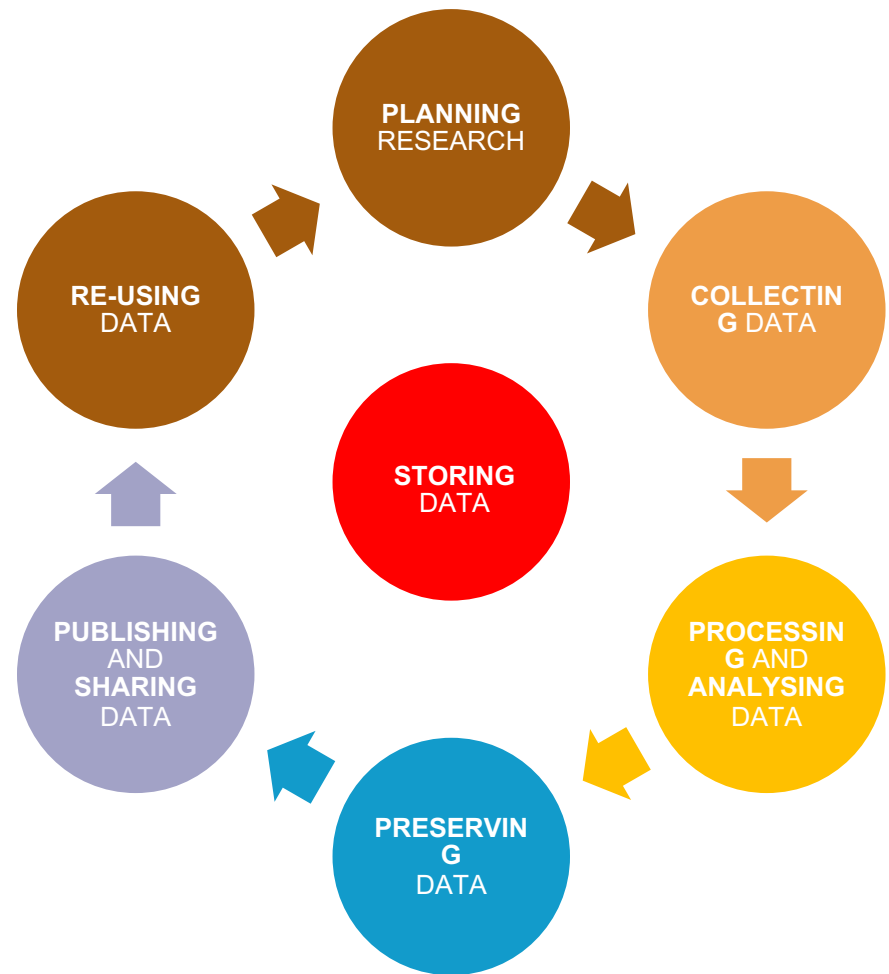 PLANNING
RESEARCH
RE-USING
DATA
COLLECTIN
G DATA
STORING
DATA
PUBLISHING
AND
SHARING
DATA
PROCESSIN
G AND
ANALYSING
DATA
PRESERVIN
G
DATA